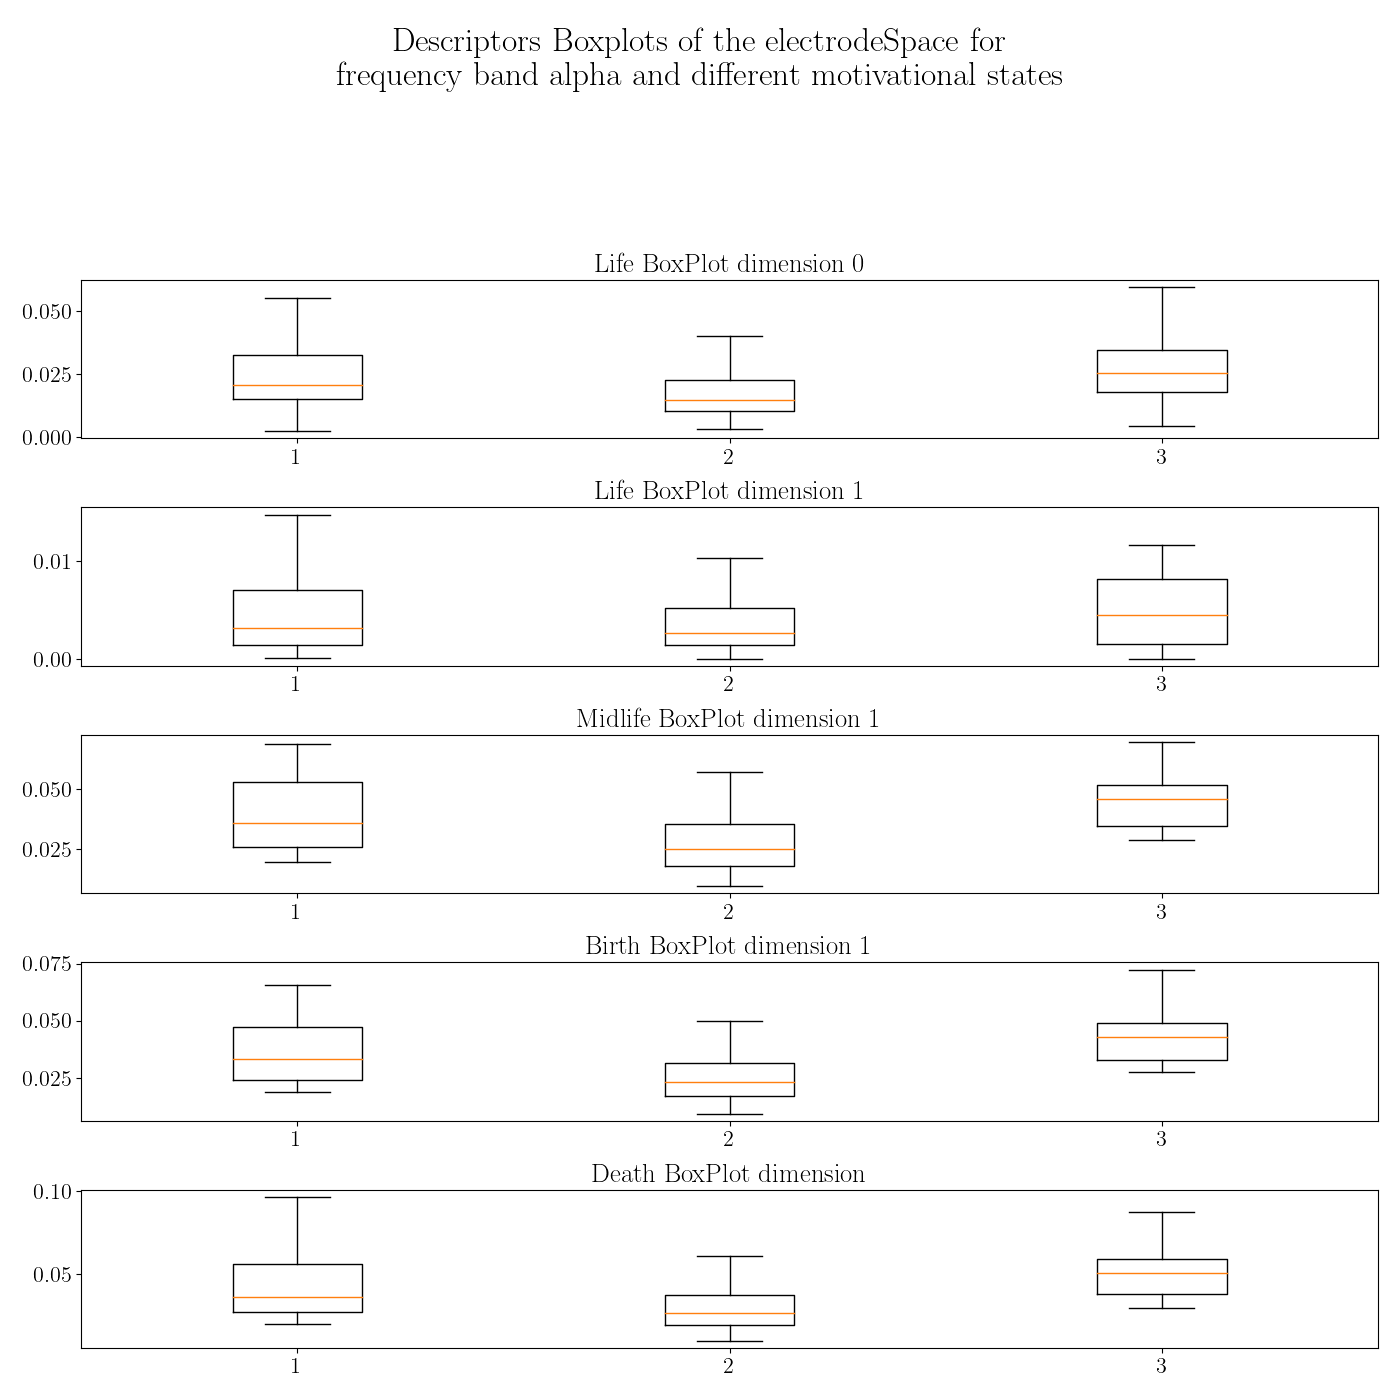 Descriptors Boxplots of the electrodeSpace for
frequency band alpha and different motivational states
Life BoxPlot dimension 0
0.050
0.025
0.000
1 2 3
Life BoxPlot dimension 1
0.01
0.00
1 2 3
Midlife BoxPlot dimension 1
0.050
0.025
1 2 3
Birth BoxPlot dimension 1
0.075
0.050
0.025
1 2 3
Death BoxPlot dimension
0.10
0.05
1 2 3